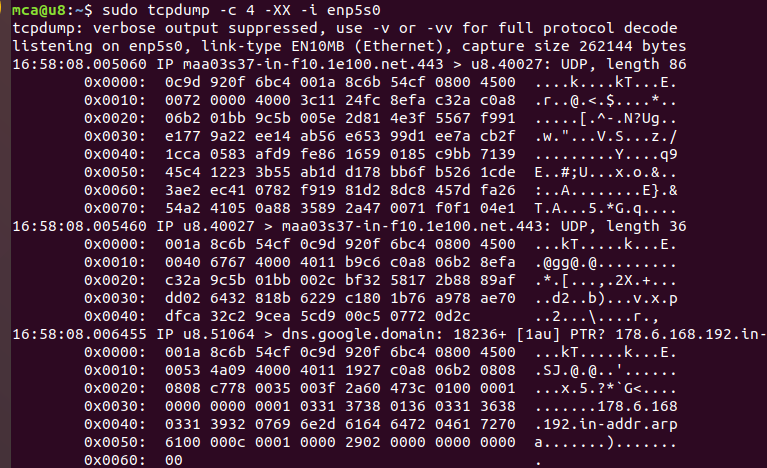 mca@u8:~$ sudo tcpdump -c 4 -XX -i enp5s0
tcpdump: verbose output suppressed, use -v or -vv for full protocol decode
listening on enp5s0, link-type EN10MB (Ethernet), capture size 262144 bytes
16:58:08.005060 IP maa03s37-in-f10.1e100.net.443 > u8.40027: UDP, length 86
0x0000:  0c9d 920f 6bc4 001a 8c6b 54cf 0800 4500  ....k....kT...E.
0x0010:  0072 0000 4000 3c11 24fc 8efa c32a c0a8  .r..@.<.$....*..
0x0020:  06b2 01bb 9c5b 005e 2d81 4e3f 5567 f991  .....[.^-.N?Ug..
0x0030:  e177 9a22 ee14 ab56 e653 99d1 ee7a cb2f  .w."...V.S...z./
0x0040:  1cca 0583 afd9 fe86 1659 0185 c9bb 7139  .........Y....q9
0x0050:  45c4 1223 3b55 ab1d d178 bb6f b526 1cde  E..#;U...x.o.&..
0x0060:  3ae2 ec41 0782 f919 81d2 8dc8 457d fa26  :..A........E}.&
0x0070:  54a2 4105 0a88 3589 2a47 0071 f0f1 04e1  T.A...5.*G.q....
16:58:08.005460 IP u8.40027 > maa03s37-in-f10.1e100.net.443: UDP, length 36
0x0000:  001a 8c6b 54cf 0c9d 920f 6bc4 0800 4500  ...kT.....k...E.
0x0010:  0040 6767 4000 4011 b9c6 c0a8 06b2 8efa  .@gg@.@.........
0x0020:  c32a 9c5b 01bb 002c bf32 5817 2b88 89af  .*.[...,.2X.+...
0x0030:  dd02 6432 818b 6229 c180 1b76 a978 ae70  ..d2..b)...v.x.p
0x0040:  dfca 32c2 9cea 5cd9 00c5 0772 0d2c  ..2...\....r.,
16:58:08.006455 IP u8.51064 > dns.google.domain: 18236+ [1au] PTR? 178.6.168.192.in-
0x0000:  001a 8c6b 54cf 0c9d 920f 6bc4 0800 4500  ...kT.....k...E.
0x0010:  0053 4a09 4000 4011 1927 c0a8 06b2 0808  .SJ.@.@..'......
0x0020:  0808 c778 0035 003f 2a60 473c 0100 0001  ...x.5.?*`G<....
0x0030:  0000 0000 0001 0331 3738 0136 0331 3638  .......178.6.168
0x0040:  0331 3932 0769 6e2d 6164 6472 0461 7270  .192.in-addr.arp
0x0050:  6100 000c 0001 0000 2902 0000 0000 0000  a.......).......
0x0060:  00  .